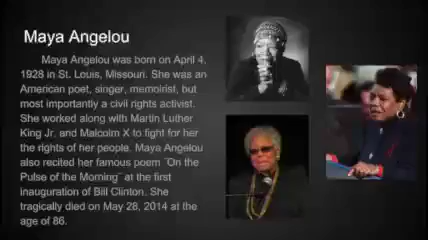 Maya Angelou
Maya Angelou was born on April 4,
1928 in St. Louis, Missouri. She was an
American poet, singer, memoirist, but
most importantly a civil rights activist.
She worked along with Martin Luther
King Jr. and Malcolm X to fight for her
the rights of her people. Maya Angelou
also recited her famous poem ¨On the
Pulse of the Morning¨ at the first
inauguration of Bill Clinton. She
tragically died on May 28, 2014 at the
age of 86.